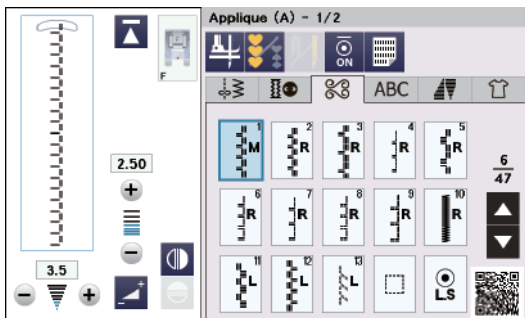 Applique (A) - 1/2
F
ON
ABC
2.50
3.5
1
M
2
R
3
R
4
R
5
R
6
47
6
R
7
R
8
R
9
R
10
R
11
L
12
L
13
L
L.S